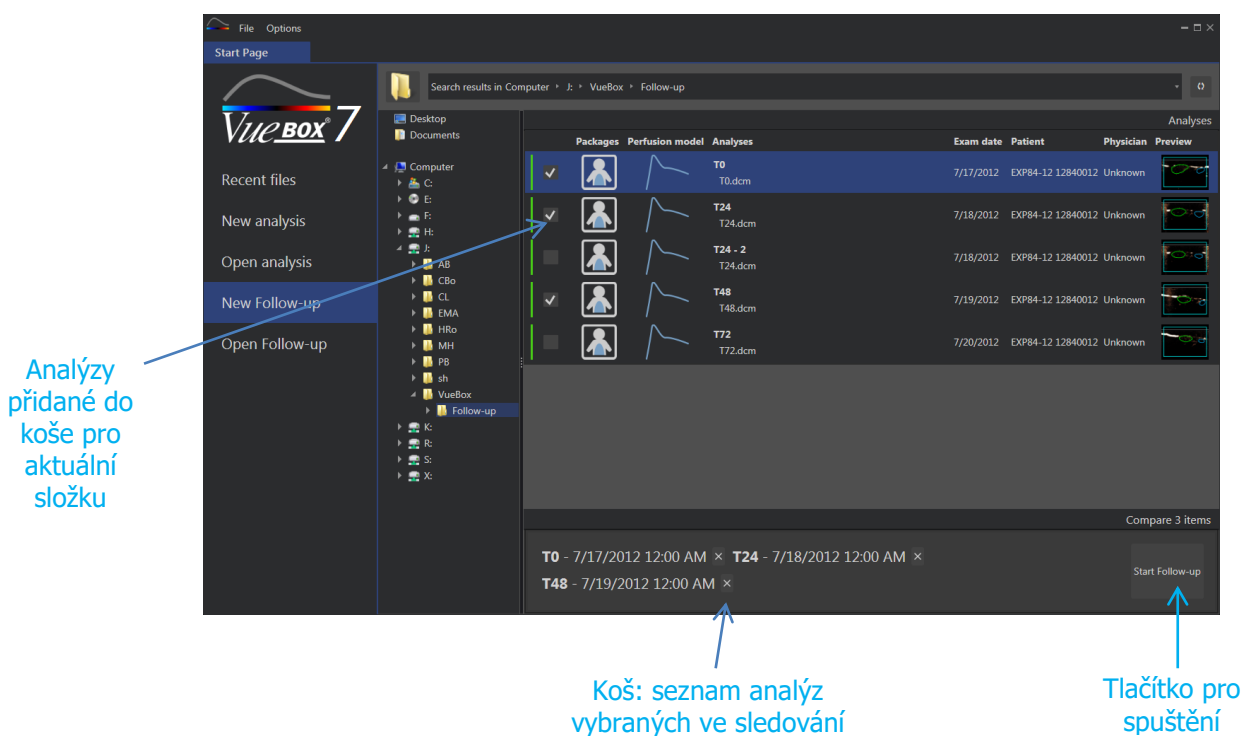 File Options
Start Page
VUEBOX® 7
Recent files
New analysis
Open analysis
New Follow-up
Open Follow-up
Search results in Computer ▸ J: ▸ VueBox ▸ Follow-up
Desktop
Documents
Computer
C:
E:
F:
H:
J:
AB
CBo
CL
EMA
HRo
MH
PB
sh
VueBox
Follow-up
K:
R:
S:
X:
Analyses
Packages Perfusion model Analyses Exam date Patient Physician Preview
T0
T0.dcm 7/17/2012 EXP84-12 12840012 Unknown
T24
T24.dcm 7/18/2012 EXP84-12 12840012 Unknown
T24 - 2
T24.dcm 7/18/2012 EXP84-12 12840012 Unknown
T48
T48.dcm 7/19/2012 EXP84-12 12840012 Unknown
T72
T72.dcm 7/20/2012 EXP84-12 12840012 Unknown
Compare 3 items
T0 - 7/17/2012 12:00 AM × T24 - 7/18/2012 12:00 AM ×
T48 - 7/19/2012 12:00 AM ×
Start Follow-up
Analýzy
přidané do
koše pro
aktuální
složku
Koš: seznam analýz
vybraných ve sledování
Tlačítko pro
spuštění